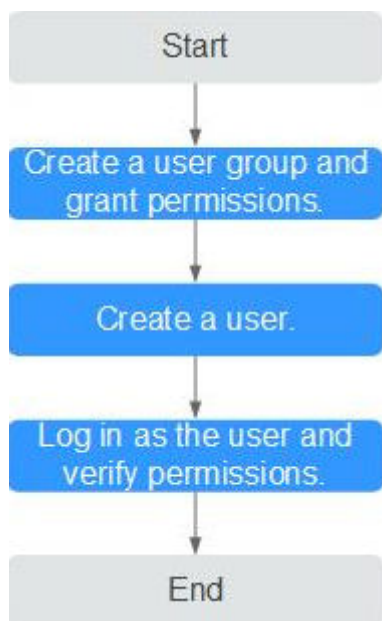 Start
Create a user group and
grant permissions.
Create a user.
Log in as the user and
verify permissions.
End